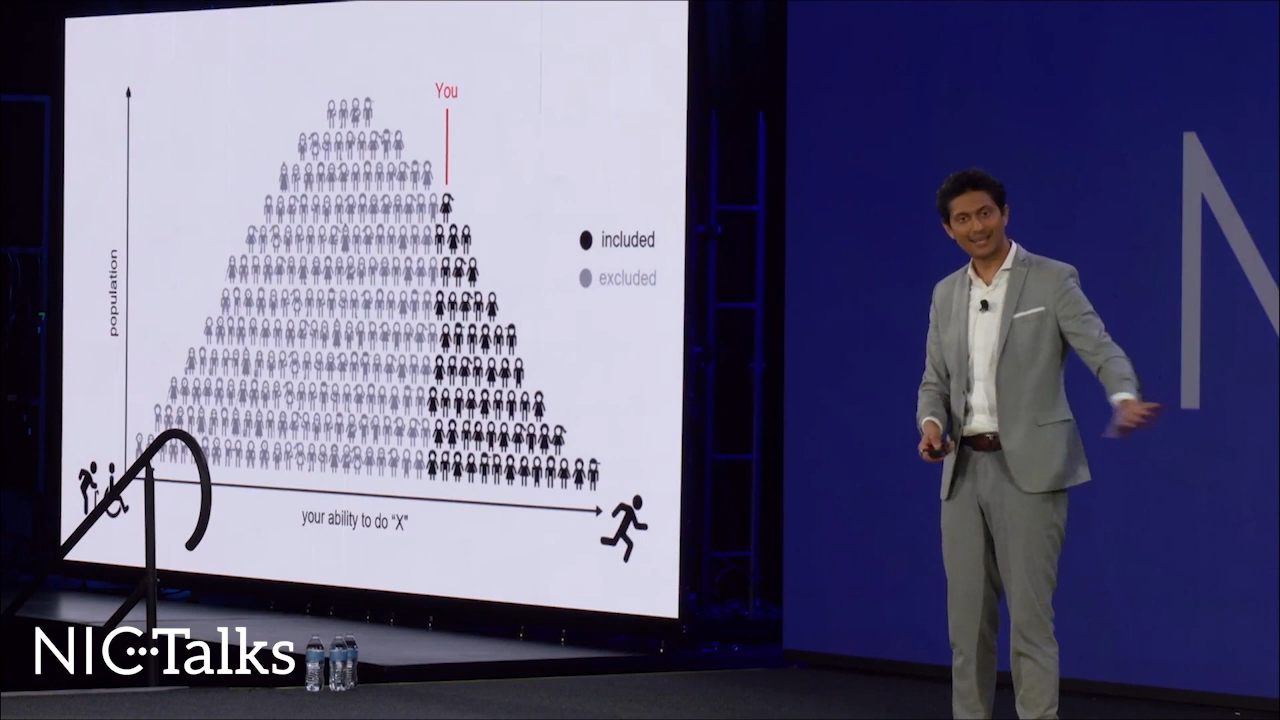 You
included
excluded
population
your ability to do "X"
N
NIC Talks